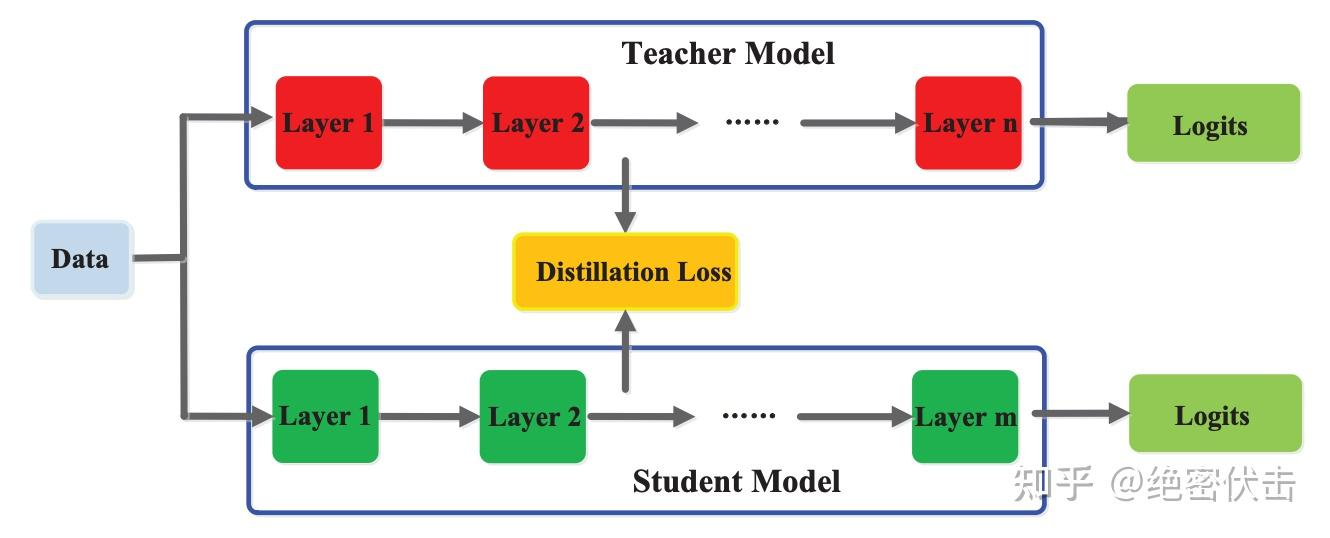 Teacher Model
Layer 1
Layer 2
......
Layer n
Logits
Data
Distillation Loss
Layer 1
Layer 2
......
Layer m
Logits
Student Model
知乎 @绝密伏击